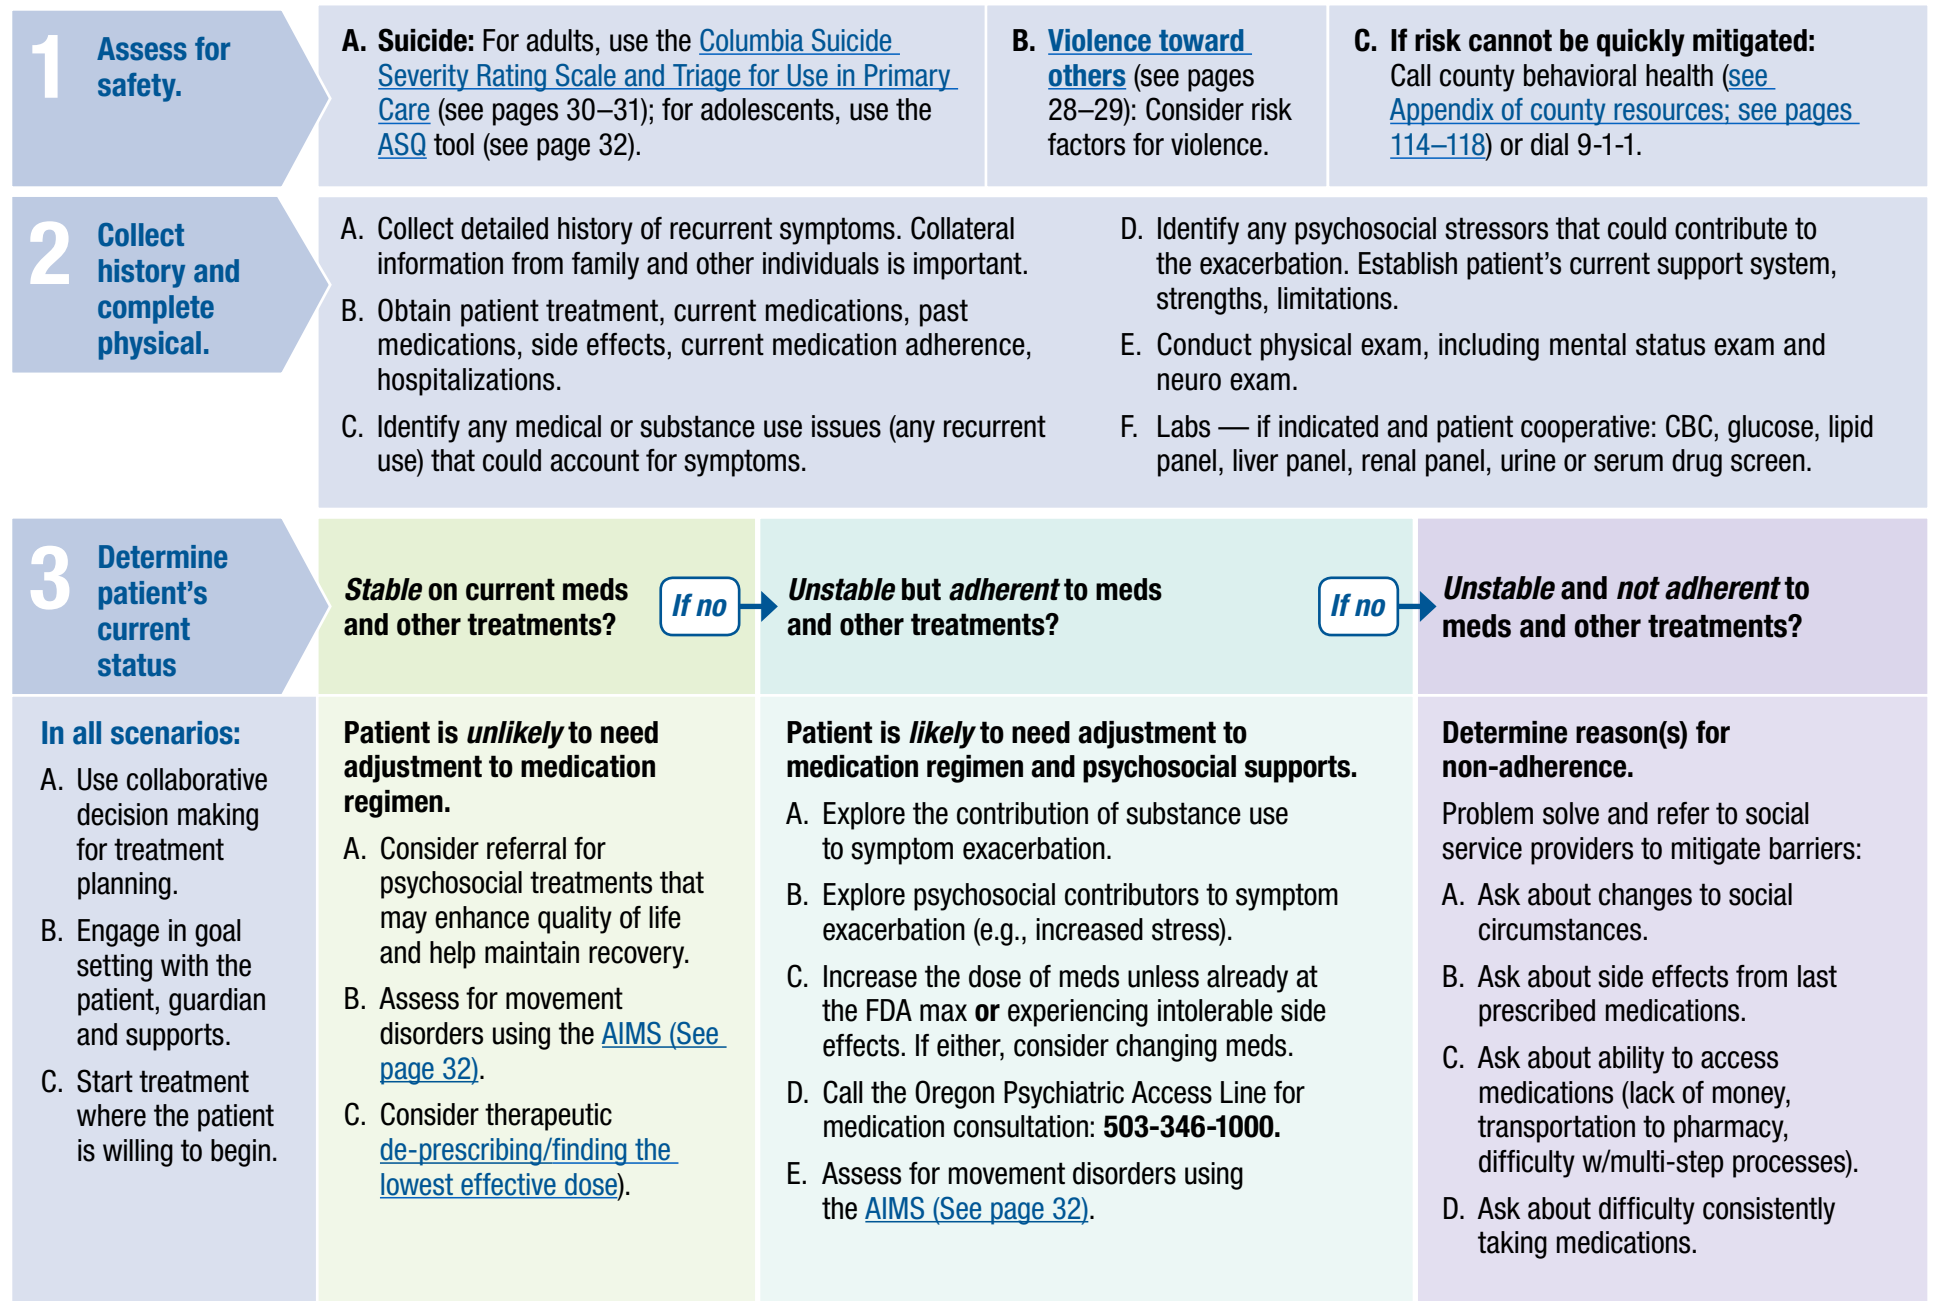 1 Assess for
safety.
A. Suicide: For adults, use the Columbia Suicide
Severity Rating Scale and Triage for Use in Primary
Care (see pages 30–31); for adolescents, use the
ASQ tool (see page 32).
B. Violence toward
others (see pages
28–29): Consider risk
factors for violence.
C. If risk cannot be quickly mitigated:
Call county behavioral health (see
Appendix of county resources; see pages
114–118) or dial 9-1-1.
2 Collect
history and
complete
physical.
A. Collect detailed history of recurrent symptoms. Collateral
information from family and other individuals is important.
B. Obtain patient treatment, current medications, past
medications, side effects, current medication adherence,
hospitalizations.
C. Identify any medical or substance use issues (any recurrent
use) that could account for symptoms.
D. Identify any psychosocial stressors that could contribute to
the exacerbation. Establish patient’s current support system,
strengths, limitations.
E. Conduct physical exam, including mental status exam and
neuro exam.
F. Labs — if indicated and patient cooperative: CBC, glucose, lipid
panel, liver panel, renal panel, urine or serum drug screen.
3 Determine
patient’s
current
status
Stable on current meds
and other treatments?
If no
Unstable but adherent to meds
and other treatments?
If no
Unstable and not adherent to
meds and other treatments?
In all scenarios:
A. Use collaborative
decision making
for treatment
planning.
B. Engage in goal
setting with the
patient, guardian
and supports.
C. Start treatment
where the patient
is willing to begin.
Patient is unlikely to need
adjustment to medication
regimen.
A. Consider referral for
psychosocial treatments that
may enhance quality of life
and help maintain recovery.
B. Assess for movement
disorders using the AIMS (See
page 32).
C. Consider therapeutic
de-prescribing/finding the
lowest effective dose).
Patient is likely to need adjustment to
medication regimen and psychosocial supports.
A. Explore the contribution of substance use
to symptom exacerbation.
B. Explore psychosocial contributors to symptom
exacerbation (e.g., increased stress).
C. Increase the dose of meds unless already at
the FDA max or experiencing intolerable side
effects. If either, consider changing meds.
D. Call the Oregon Psychiatric Access Line for
medication consultation: 503-346-1000.
E. Assess for movement disorders using
the AIMS (See page 32).
Determine reason(s) for
non-adherence.
Problem solve and refer to social
service providers to mitigate barriers:
A. Ask about changes to social
circumstances.
B. Ask about side effects from last
prescribed medications.
C. Ask about ability to access
medications (lack of money,
transportation to pharmacy,
difficulty w/multi-step processes).
D. Ask about difficulty consistently
taking medications.